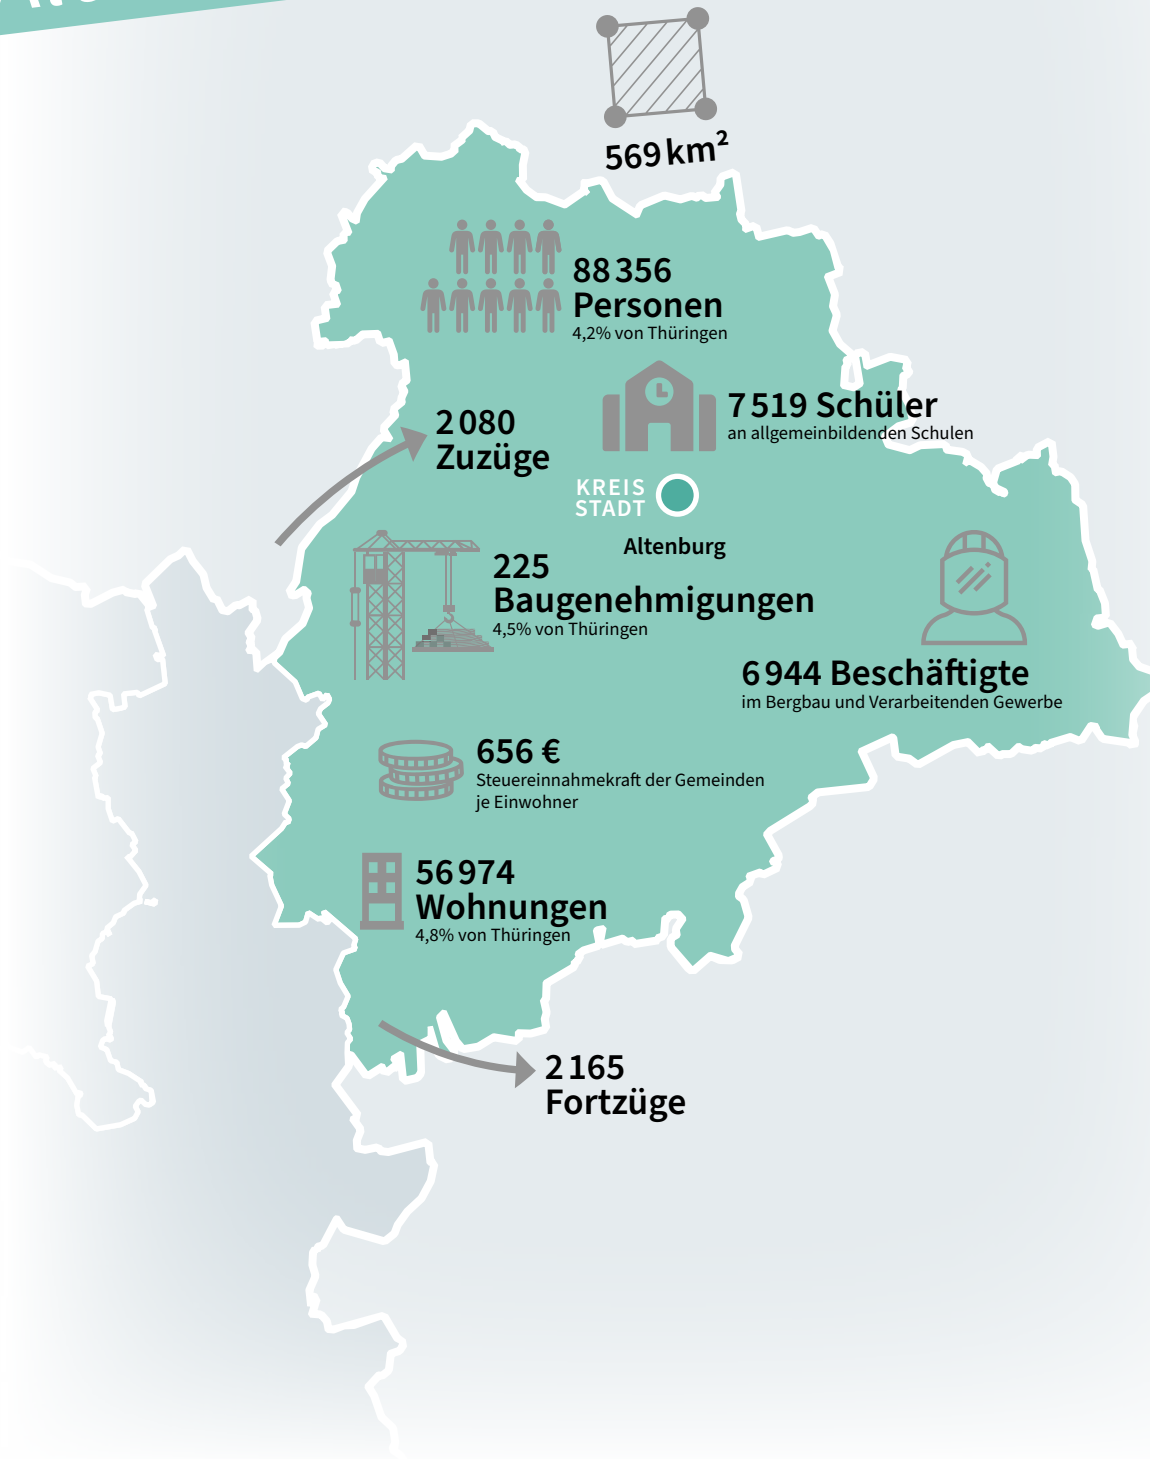 569 km²
88 356
Personen
4,2% von Thüringen
7 519 Schüler
an allgemeinbildenden Schulen
2 080
Zuzüge
KREIS
STADT
Altenburg
225
Baugenehmigungen
4,5% von Thüringen
6 944 Beschäftigte
im Bergbau und Verarbeitenden Gewerbe
656 €
Steuereinnahmekraft der Gemeinden
je Einwohner
56 974
Wohnungen
4,8% von Thüringen
2 165
Fortzüge